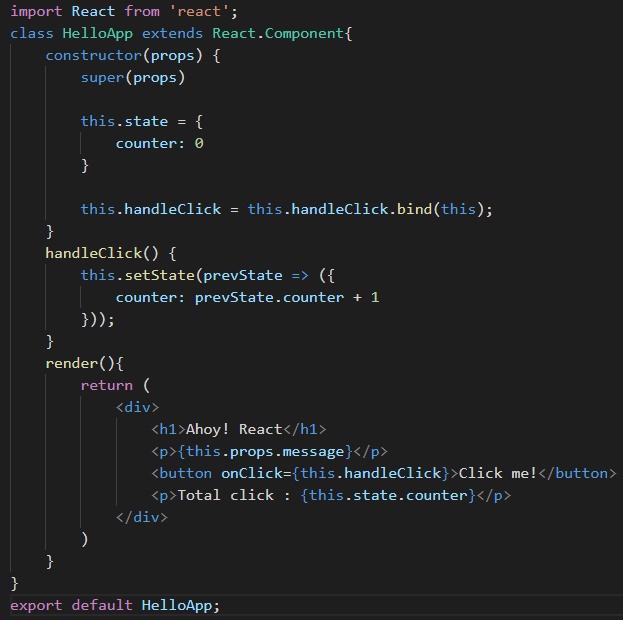 import React from 'react';
class HelloApp extends React.Component{
    constructor(props) {
        super(props)

        this.state = {
            counter: 0
        }

        this.handleClick = this.handleClick.bind(this);
    }
    handleClick() {
        this.setState(prevState => ({
            counter: prevState.counter + 1
        }));
    }
    render(){
        return (
            <div>
                <h1>Ahoy! React</h1>
                <p>{this.props.message}</p>
                <button onClick={this.handleClick}>Click me!</button>
                <p>Total click : {this.state.counter}</p>
            </div>
        )
    }
}
export default HelloApp;